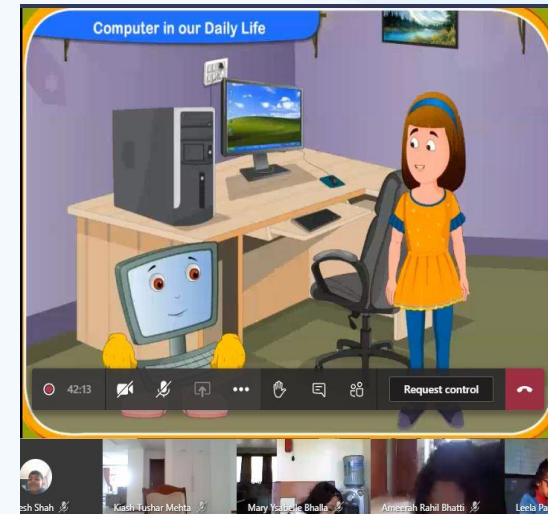 Computer in our Daily Life
42:13
Request control
esh Shah
Kiash Tushar Mehta
Mary Ysabelle Bhalla
Ameerah Rahil Bhatti
Leela Pa